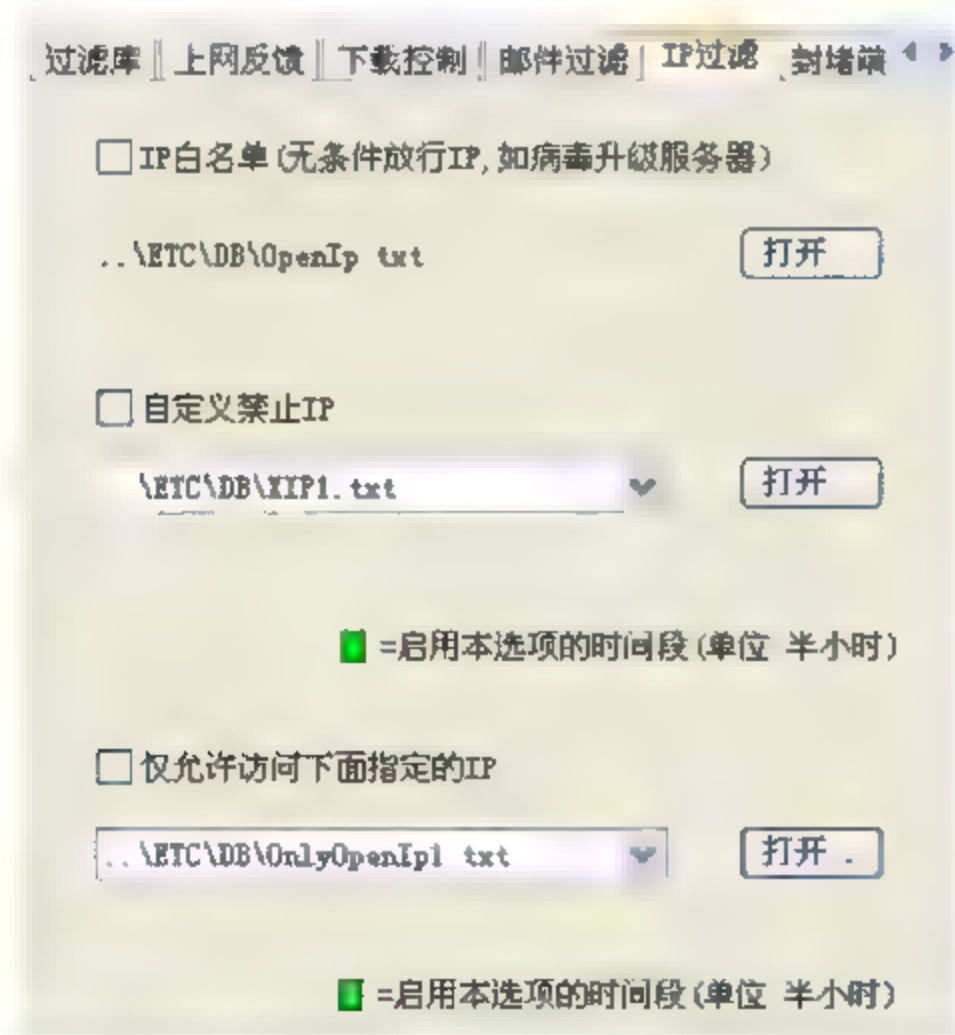 过滤库 上网反馈 下载控制 邮件过滤 IP过滤 封堵端
IP白名单(无条件放行IP,如病毒升级服务器)
..\ETC\DB\OpenIp txt 打开
自定义禁止IP
\ETC\DB\XIP1.txt 打开
=启用本选项的时间段(单位 半小时)
仅允许访问下面指定的IP
..\ETC\DB\OnlyOpenIp1 txt 打开 .
=启用本选项的时间段(单位 半小时)